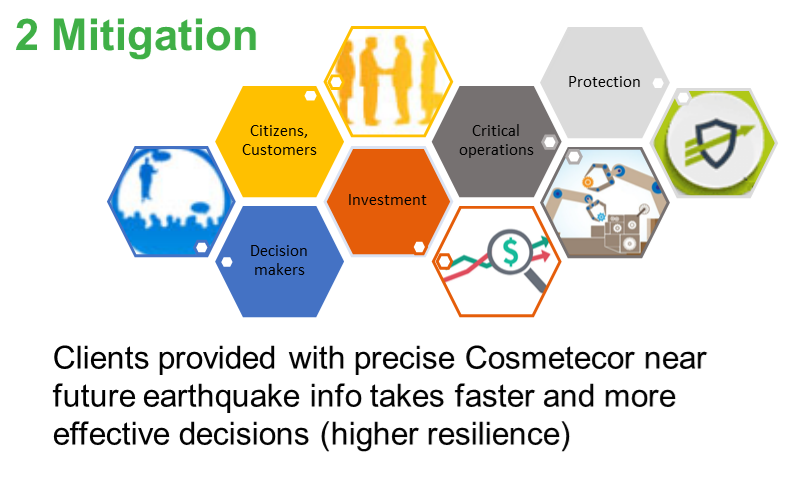 2 Mitigation
Protection
Citizens,
Customers
Critical
operations
Investment
Decision
makers
$
Clients provided with precise Cosmetecor near
future earthquake info takes faster and more
effective decisions (higher resilience)